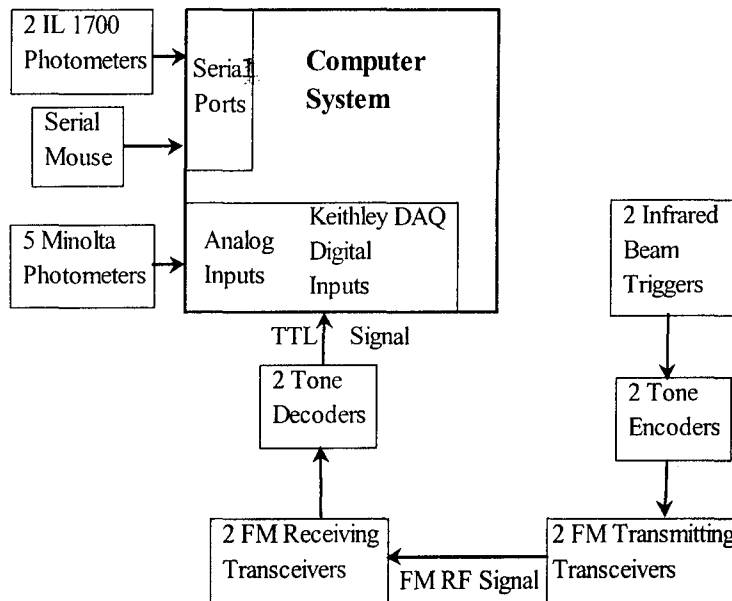 2 IL 1700
Photometers
Serial
Ports
Computer
System
Serial
Mouse
5 Minolta
Photometers
Analog
Inputs
Keithley DAQ
Digital
Inputs
2 Infrared
Beam
Triggers
TTL Signal
2 Tone
Decoders
2 Tone
Encoders
2 FM Receiving
Transceivers
FM RF Signal
2 FM Transmitting
Transceivers